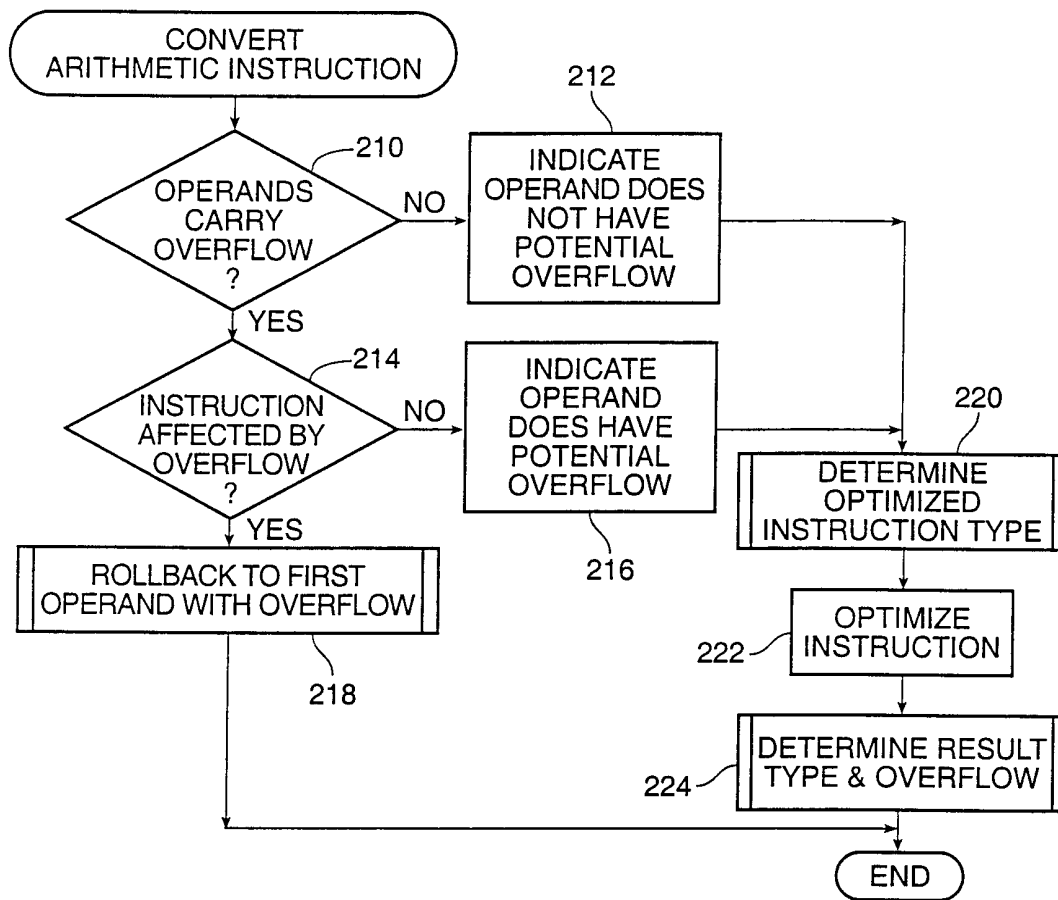 CONVERT
ARITHMETIC INSTRUCTION
210
OPERANDS
CARRY
OVERFLOW
?
NO
YES
212
INDICATE
OPERAND DOES
NOT HAVE
POTENTIAL
OVERFLOW
214
INSTRUCTION
AFFECTED BY
OVERFLOW
?
NO
YES
INDICATE
OPERAND
DOES HAVE
POTENTIAL
OVERFLOW
216
ROLLBACK TO FIRST
OPERAND WITH OVERFLOW
218
220
DETERMINE
OPTIMIZED
INSTRUCTION TYPE
OPTIMIZE
INSTRUCTION
222
DETERMINE RESULT
TYPE & OVERFLOW
224
END